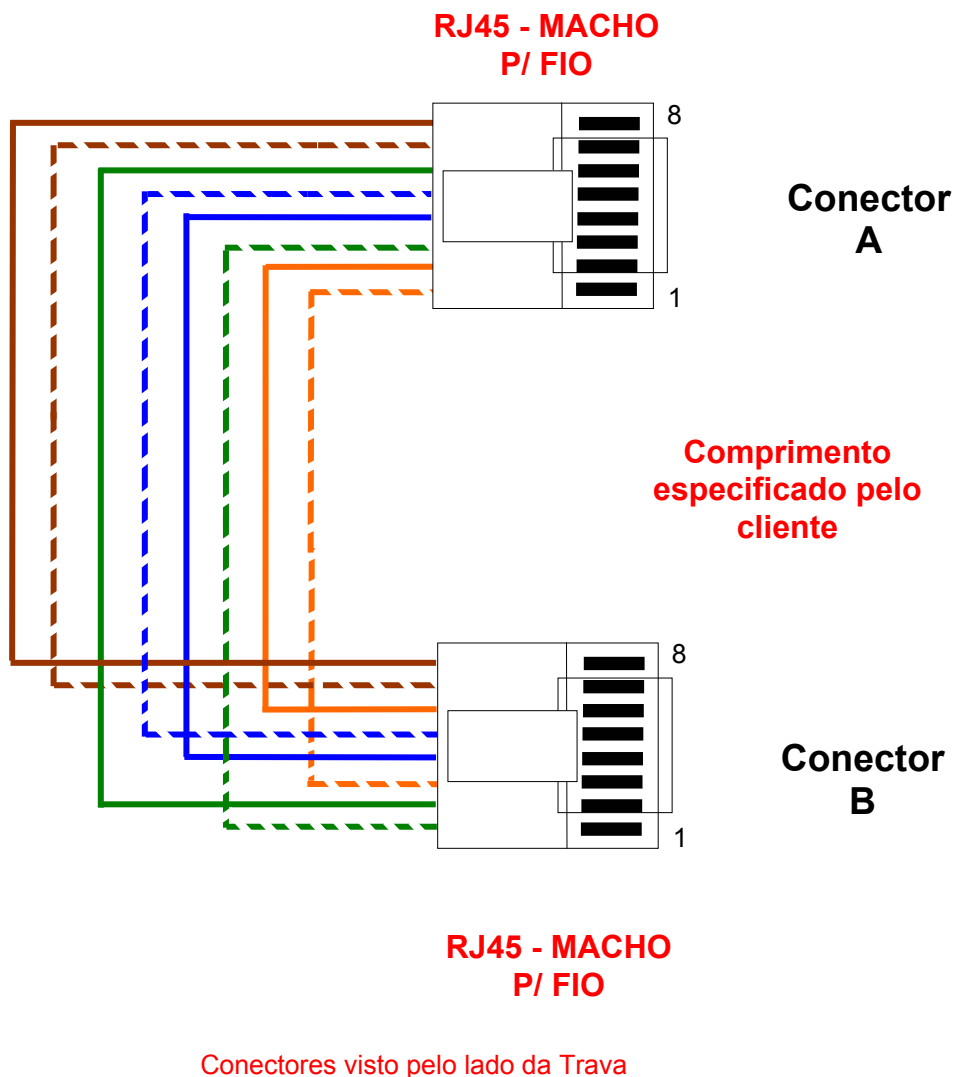 RJ45 - MACHO
P/ FIO
8
Conector
A
1
Comprimento
especificado pelo
cliente
8
Conector
B
1
RJ45 - MACHO
P/ FIO
Conectores visto pelo lado da Trava